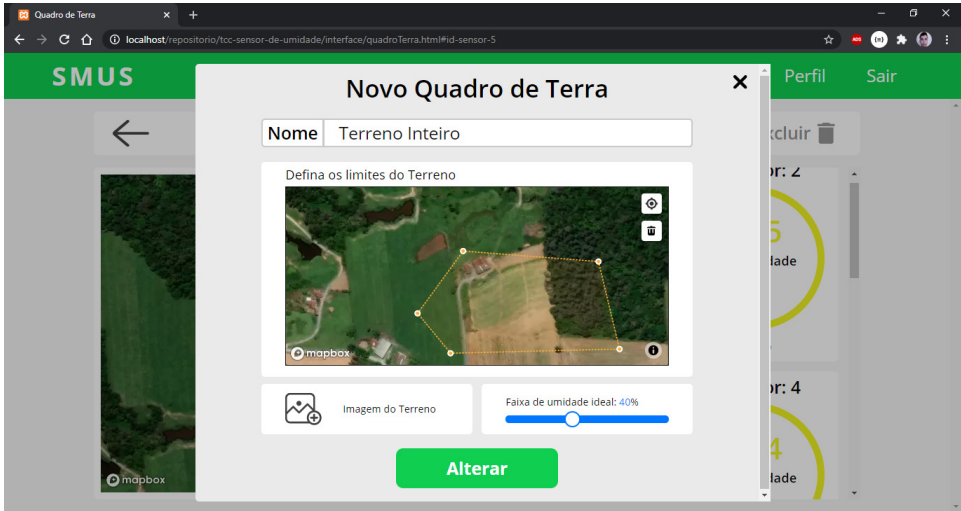 Quadro de Terra
localhost/repositorio/tcc-sensor-de-umidade/interface/quadroTerra.html#id-sensor-5
SMUS
Perfil
Sair
Novo Quadro de Terra
Nome
Terreno Inteiro
Defina os limites do Terreno
mapbox
Imagem do Terreno
Faixa de umidade ideal: 40%
Alterar
mapbox
cluir
or: 2
5
dade
or: 4
4
dade